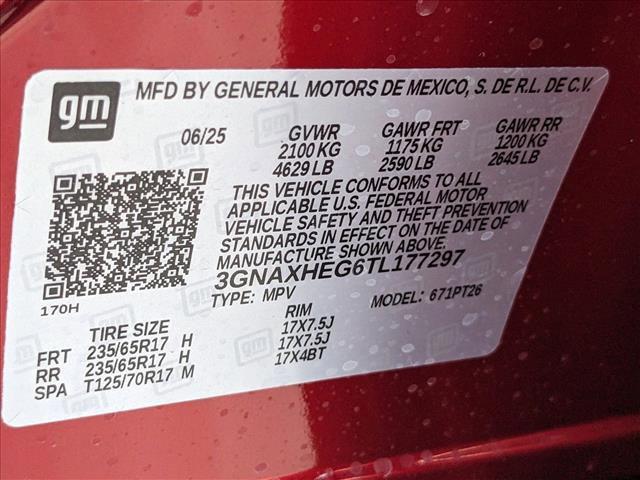 gm
MFD BY GENERAL MOTORS DE MEXICO, S. DE R.L. DE C.V.
06/25 GVWR GAWR FRT GAWR RR
2100 KG 1175 KG 1200 KG
4629 LB 2590 LB 2645 LB
THIS VEHICLE CONFORMS TO ALL
APPLICABLE U.S. FEDERAL MOTOR
VEHICLE SAFETY AND THEFT PREVENTION
STANDARDS IN EFFECT ON THE DATE OF
MANUFACTURE SHOWN ABOVE.
3GNAXHEG6TL177297
170H
TYPE: MPV MODEL: 671PT26
TIRE SIZE RIM
FRT 235/65R17 H 17X7.5J
RR 235/65R17 H 17X7.5J
SPA T125/70R17 M 17X4BT